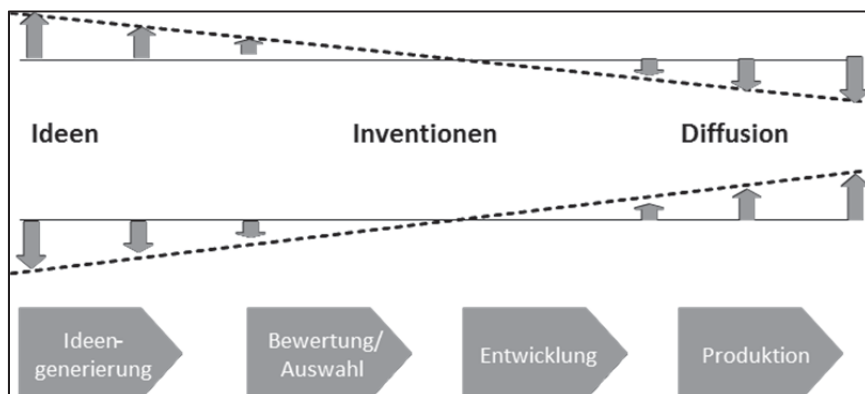 Ideen
Inventionen
Diffusion
Ideen-
generierung
Bewertung/
Auswahl
Entwicklung
Produktion